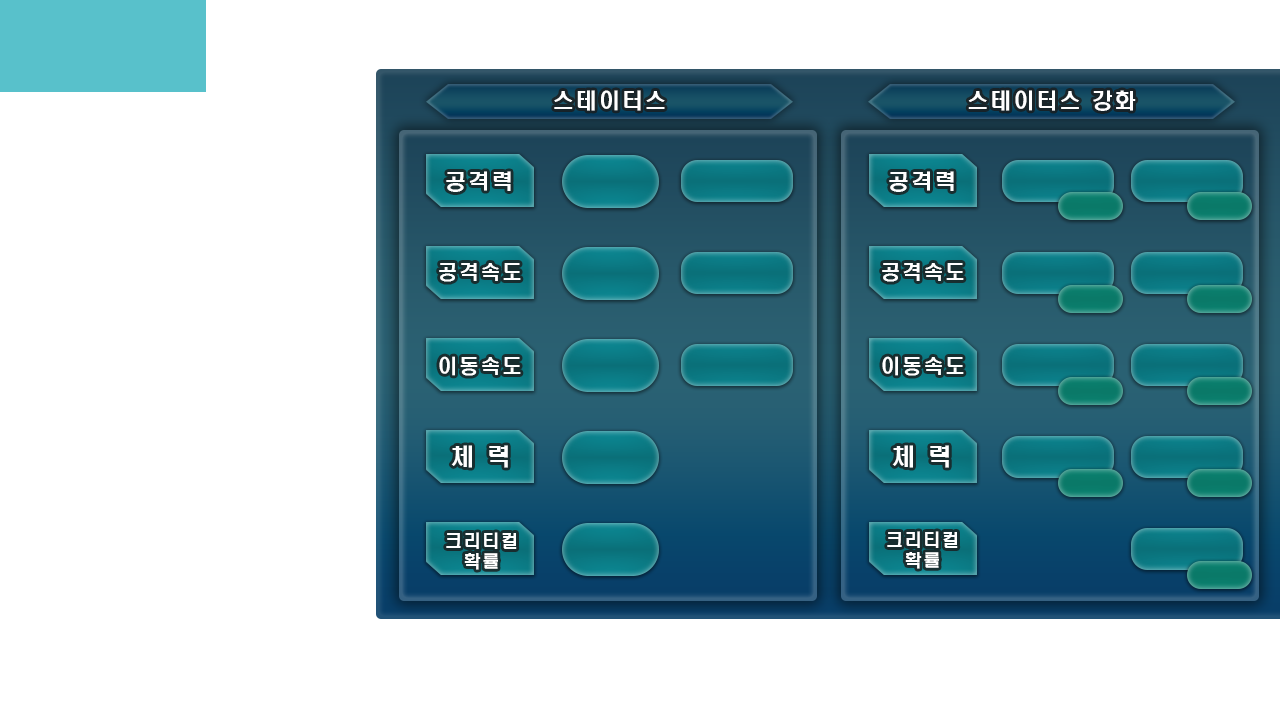 스테이터스
공격력
공격속도
이동속도
체 력
크리티컬
확률
스테이터스 강화
공격력
공격속도
이동속도
체 력
크리티컬
확률